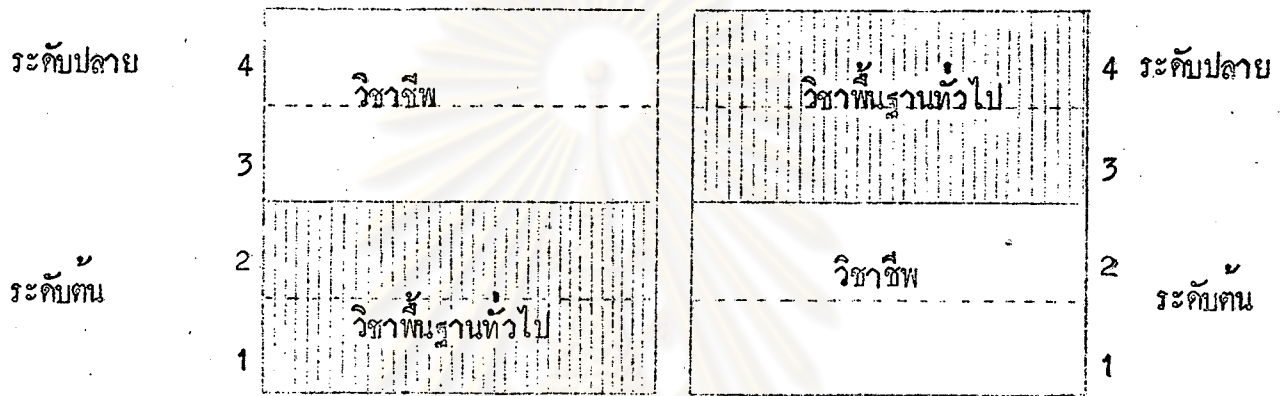 ระดับปลาย 4 วิชาชีพ วิชาพื้นฐานทั่วไป 4 ระดับปลาย
3 3
ระดับต้น 2 วิชาชีพ 2 ระดับต้น
วิชาพื้นฐานทั่วไป
1 1